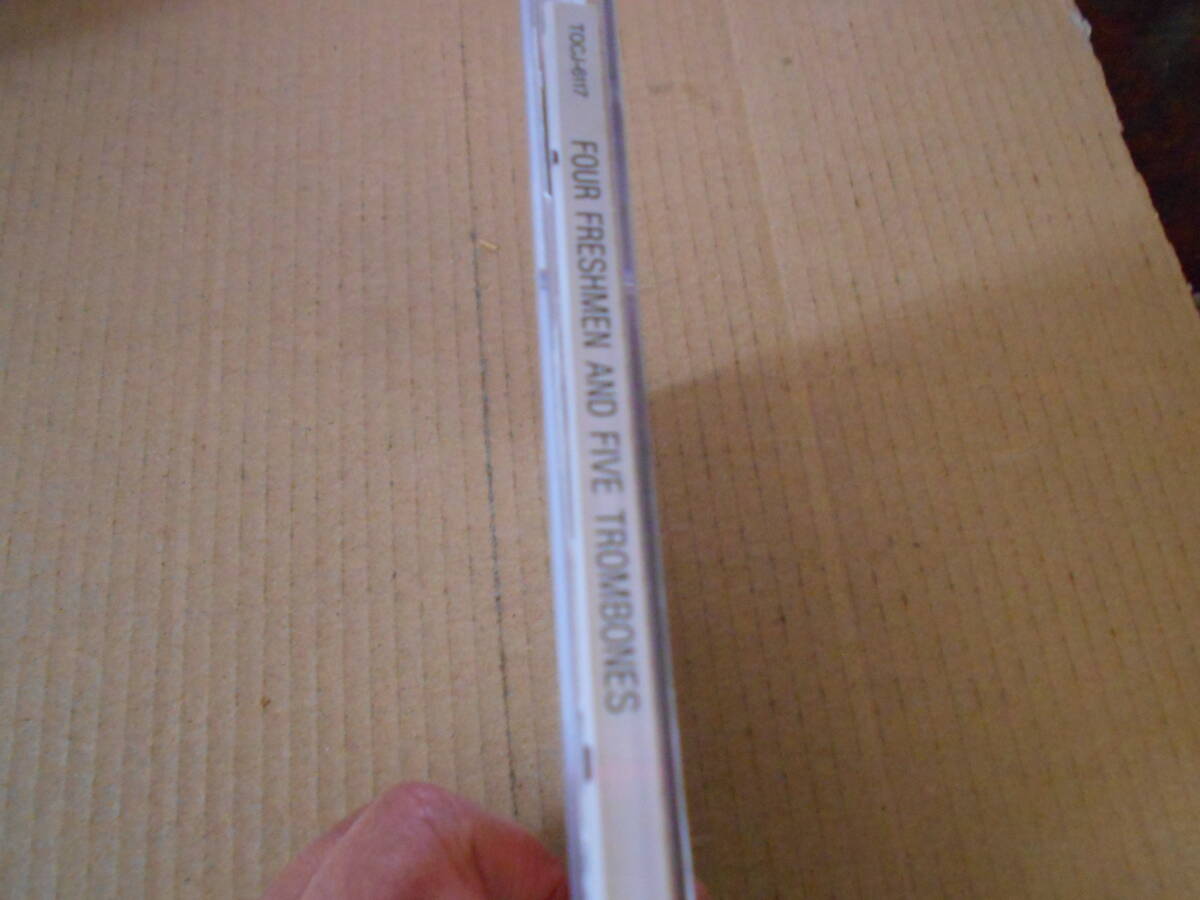 TOCJ-6117
FOUR FRESHMEN AND FIVE TROMBONES